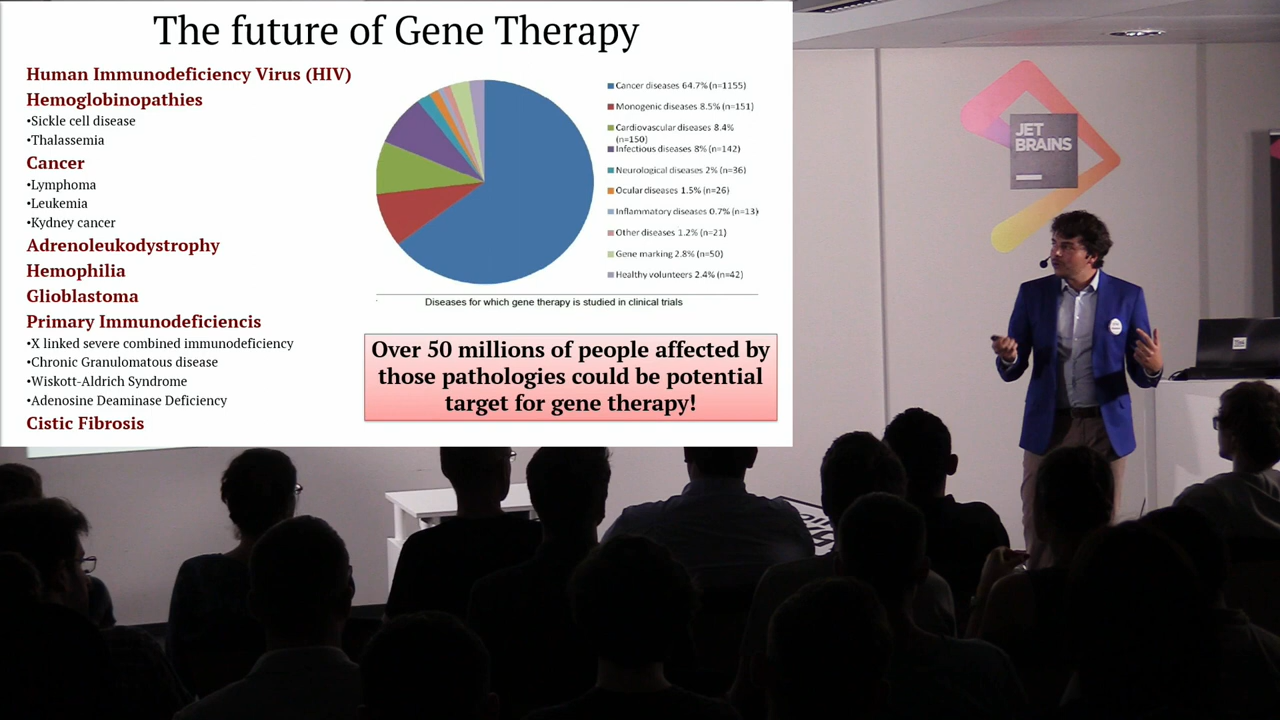 The future of Gene Therapy
Human Immunodeficiency Virus (HIV)
Hemoglobinopathies
•Sickle cell disease
•Thalassemia
Cancer
•Lymphoma
•Leukemia
•Kydney cancer
Adrenoleukodystrophy
Hemophilia
Glioblastoma
Primary Immunodeficiencis
•X linked severe combined immunodeficiency
•Chronic Granulomatous disease
•Wiskott-Aldrich Syndrome
•Adenosine Deaminase Deficiency
Cistic Fibrosis
Cancer diseases 64.7% (n=1155)
Monogenic diseases 8.5% (n=151)
Cardiovascular diseases 8.4%
(n=150)
Infectious diseases 8% (n=142)
Neurological diseases 2% (n=36)
Ocular diseases 1.5% (n=26)
Inflammatory diseases 0.7% (n=13)
Other diseases 1.2% (n=21)
Gene marking 2.8% (n=50)
Healthy volunteers 2.4% (n=42)
Diseases for which gene therapy is studied in clinical trials
Over 50 millions of people affected by
those pathologies could be potential
target for gene therapy!
JET
BRAINS